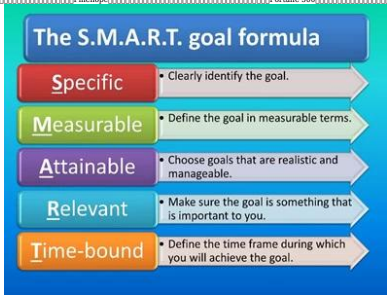 The S.M.A.R.T. goal formula
Specific
• Clearly identify the goal.
Measurable
• Define the goal in measurable terms.
Attainable
• Choose goals that are realistic and
manageable.
Relevant
• Make sure the goal is something that
is important to you.
Time-bound
• Define the time frame during which
you will achieve the goal.